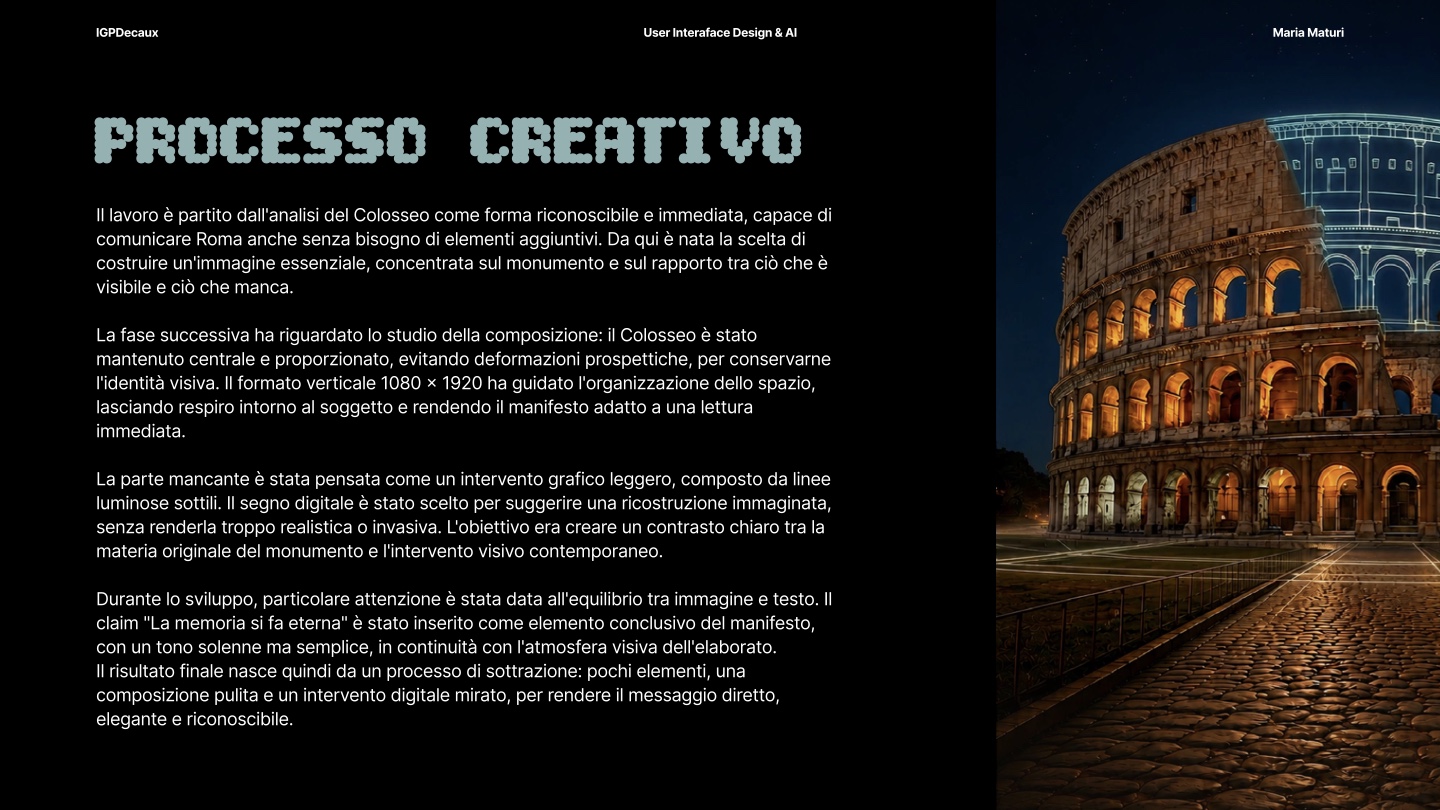 IGPDecaux
User Interaface Design & AI
Maria Maturi
PROCESSO CREATIVO
Il lavoro è partito dall'analisi del Colosseo come forma riconoscibile e immediata, capace di
comunicare Roma anche senza bisogno di elementi aggiuntivi. Da qui è nata la scelta di
costruire un'immagine essenziale, concentrata sul monumento e sul rapporto tra ciò che è
visibile e ciò che manca.
La fase successiva ha riguardato lo studio della composizione: il Colosseo è stato
mantenuto centrale e proporzionato, evitando deformazioni prospettiche, per conservarne
l'identità visiva. Il formato verticale 1080 × 1920 ha guidato l'organizzazione dello spazio,
lasciando respiro intorno al soggetto e rendendo il manifesto adatto a una lettura
immediata.
La parte mancante è stata pensata come un intervento grafico leggero, composto da linee
luminose sottili. Il segno digitale è stato scelto per suggerire una ricostruzione immaginata,
senza renderla troppo realistica o invasiva. L'obiettivo era creare un contrasto chiaro tra la
materia originale del monumento e l'intervento visivo contemporaneo.
Durante lo sviluppo, particolare attenzione è stata data all'equilibrio tra immagine e testo. Il
claim "La memoria si fa eterna" è stato inserito come elemento conclusivo del manifesto,
con un tono solenne ma semplice, in continuità con l'atmosfera visiva dell'elaborato.
Il risultato finale nasce quindi da un processo di sottrazione: pochi elementi, una
composizione pulita e un intervento digitale mirato, per rendere il messaggio diretto,
elegante e riconoscibile.